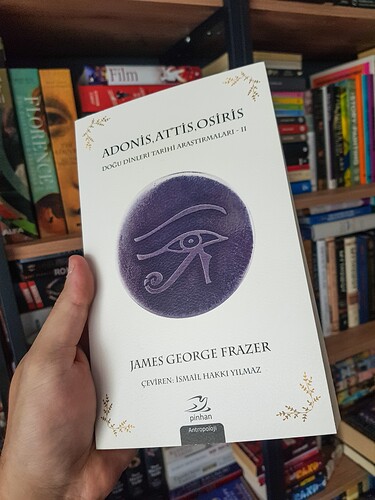 ADONİS, ATTİS, OSİRİS
DOĞU DİNLERİ TARİHİ ARAŞTIRMALARI - II
JAMES GEORGE FRAZER
ÇEVİREN: İSMAİL HAKKI YILMAZ
pinhan
Antropoloji
Film
FLORENCE